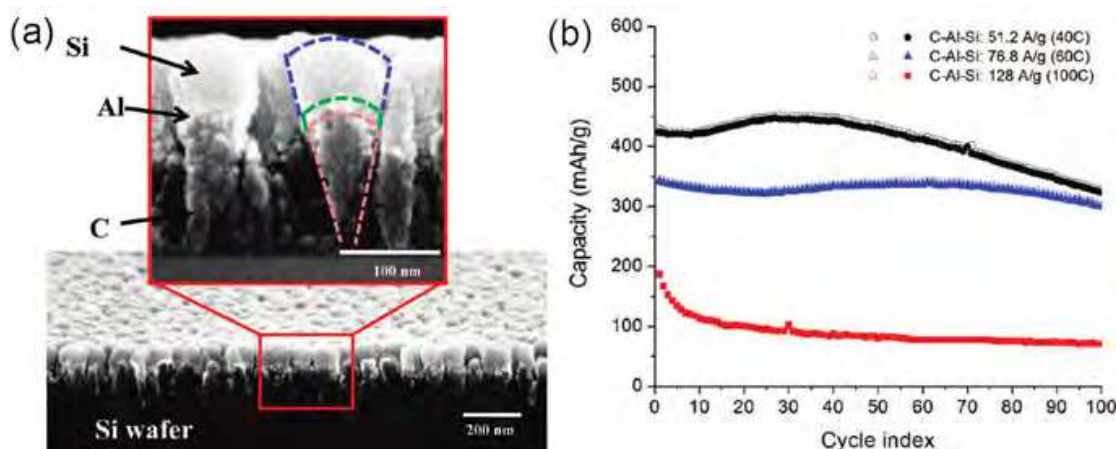 (a)
Si
Al
C
100 nm
Si wafer
200 nm
(b)
600
500
400
300
200
100
0
Capacity (mAh/g)
C-Al-Si: 51.2 A/g (40C)
C-Al-Si: 76.8 A/g (60C)
C-Al-Si: 128 A/g (100C)
0 10 20 30 40 50 60 70 80 90 100
Cycle index